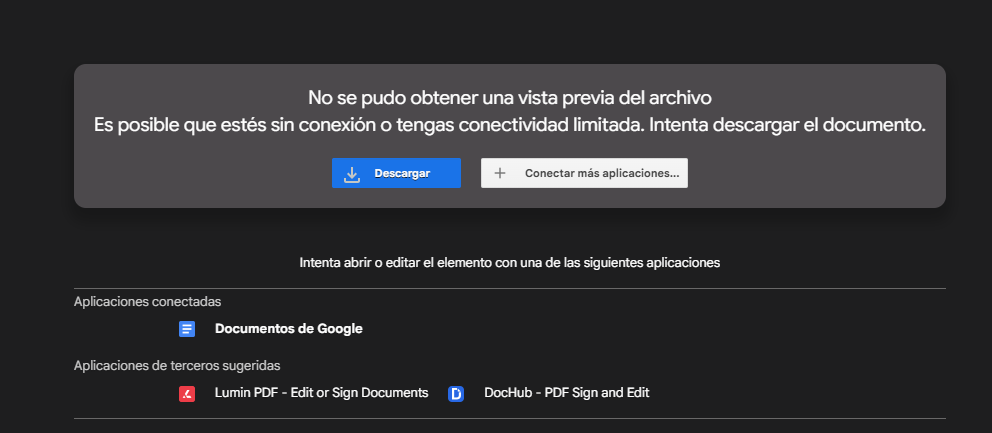 No se pudo obtener una vista previa del archivo
Es posible que estés sin conexión o tengas conectividad limitada. Intenta descargar el documento.
Descargar
Conectar más aplicaciones...
Intenta abrir o editar el elemento con una de las siguientes aplicaciones
Aplicaciones conectadas
Documentos de Google
Aplicaciones de terceros sugeridas
Lumin PDF - Edit or Sign Documents
DocHub - PDF Sign and Edit